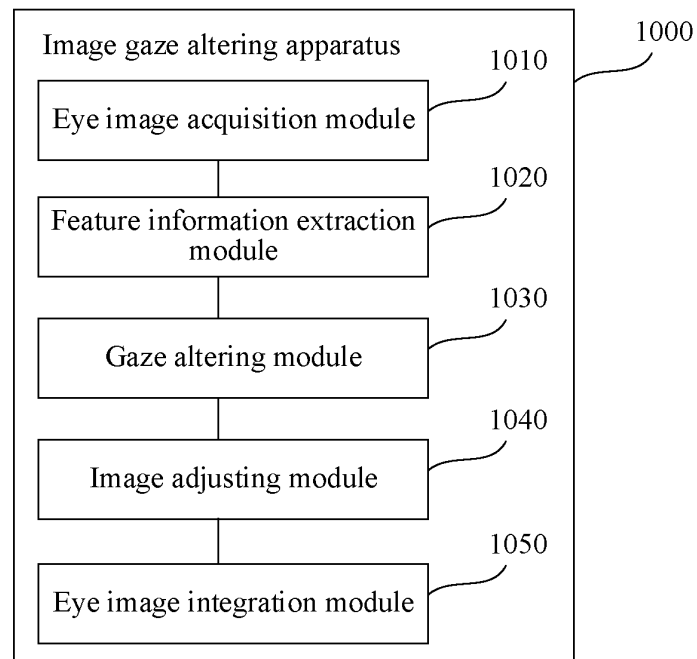 1000
Image gaze altering apparatus
1010
Eye image acquisition module
1020
Feature information extraction
module
1030
Gaze altering module
1040
Image adjusting module
1050
Eye image integration module